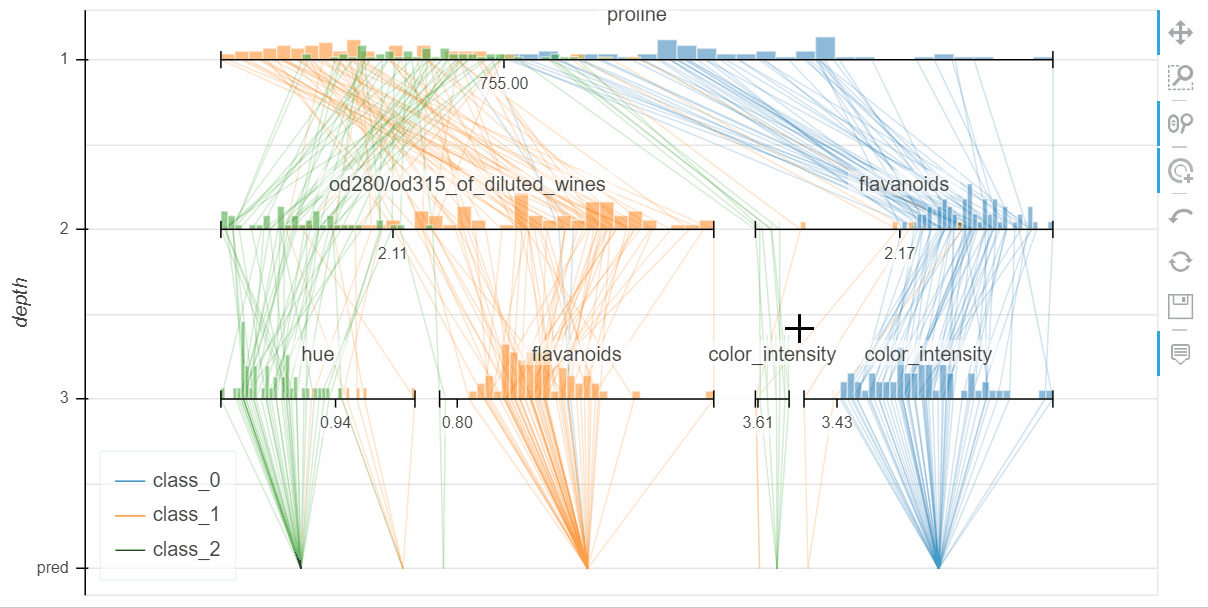 proline
1
755.00
od280/od315_of_diluted_wines
flavanoids
2
2.11
2.17
depth
hue
flavanoids
color_intensity
color_intensity
3
0.94
0.80
3.61
3.43
class_0
class_1
class_2
pred